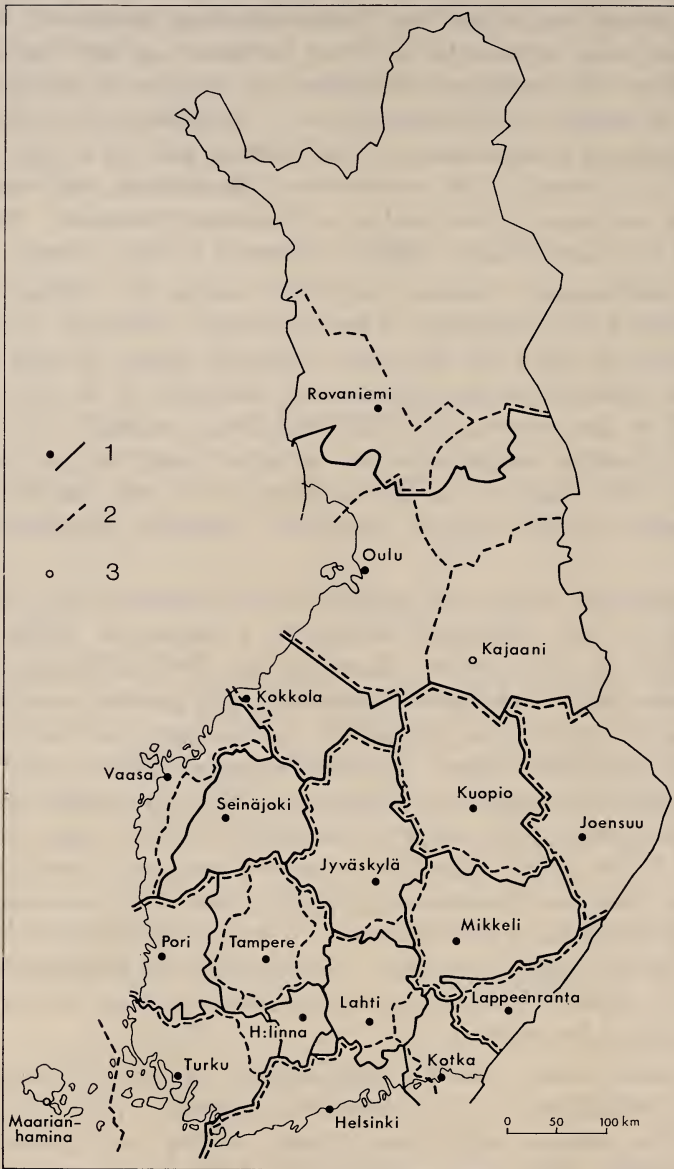 Rovaniemi
1
2
3
Oulu
Kajaani
Kokkola
Vaasa
Seinäjoki
Kuopio
Joensuu
Jyväskylä
Mikkeli
Pori
Tampere
Lappeenranta
Lahti
H:linna
Kotka
Turku
Maarian-
hamina
Helsinki
0 50 100 km